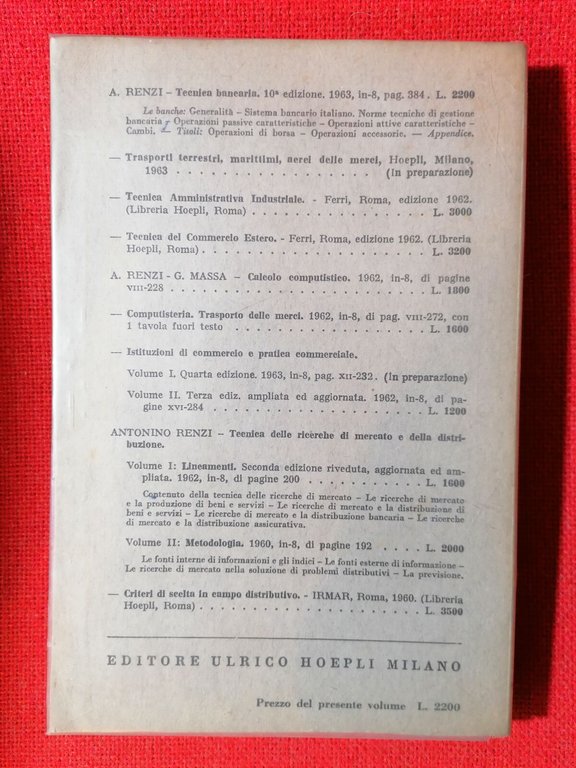 A. RENZI – Tecnica bancaria. 10ª edizione. 1963, in-8, pag. 384. L. 2200
Le banche: Generalità – Sistema bancario italiano. Norme tecniche di gestione
bancaria – Operazioni passive caratteristiche – Operazioni attive caratteristiche –
Cambi. – Titoli: Operazioni di borsa – Operazioni accessorie. — Appendice.
— Trasporti terrestri, marittimi, aerei delle merci, Hoepli, Milano,
1963 . . . . . . . . . . . . . . . . . (In preparazione)
— Tecnica Amministrativa Industriale. - Ferri, Roma, edizione 1962.
(Libreria Hoepli, Roma) . . . . . . . . . . . . . . . L. 3000
— Tecnica del Commercio Estero. - Ferri, Roma, edizione 1962. (Libreria
Hoepli, Roma) . . . . . . . . . . . . . . . . . . . L. 3200
A. RENZI - G. MASSA – Calcolo computistico. 1962, in-8, di pagine
VIII-228 . . . . . . . . . . . . . . . . . . . . . . L. 1800
— Computisteria. Trasporto delle merci. 1962, in-8, di pag. VIII-272, con
1 tavola fuori testo . . . . . . . . . . . . . . . . . L. 1600
— Istituzioni di commercio e pratica commerciale.
Volume I. Quarta edizione. 1963, in-8, pag. XII-232. (In preparazione)
Volume II. Terza ediz. ampliata ed aggiornata. 1962, in-8, di pa-
gine XVI-284 . . . . . . . . . . . . . . . . . . . L. 1200
ANTONINO RENZI – Tecnica delle ricerche di mercato e della distri-
buzione.
Volume I: Lineamenti. Seconda edizione riveduta, aggiornata ed am-
pliata. 1962, in-8, di pagine 200 . . . . . . . . . . . L. 1600
Contenuto della tecnica delle ricerche di mercato – Le ricerche di mercato
e la produzione di beni e servizi – Le ricerche di mercato e la distribuzione di
beni e servizi – Le ricerche di mercato e la distribuzione bancaria – Le ricerche
di mercato e la distribuzione assicurativa.
Volume II: Metodologia. 1960, in-8, di pagine 192 . . . . L. 2000
Le fonti interne di informazioni e gli indici – Le fonti esterne di informazione –
Le ricerche di mercato nella soluzione di problemi distributivi – La previsione.
— Criteri di scelta in campo distributivo. - IRMAR, Roma, 1960. (Libreria
Hoepli, Roma) . . . . . . . . . . . . . . . . . . . . L. 3500
EDITORE ULRICO HOEPLI MILANO
Prezzo del presente volume L. 2200